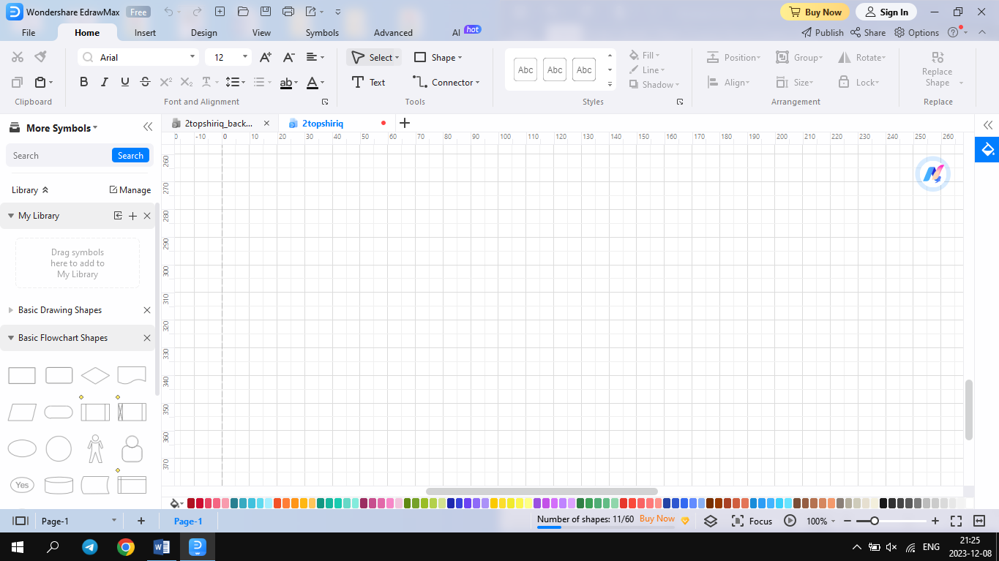 Wondershare EdrawMax Free Buy Now Sign In
File Home Insert Design View Symbols Advanced AI hot Publish Share Options
Arial 12 Select Shape Abc Abc Abc Fill Position Group Rotate Replace Shape
Line
B I U S X² X₂ T ab A Text Connector Shadow Align Size Lock
Clipboard Font and Alignment Tools Styles Arrangement Replace
More Symbols
2topshiriq_back... 2topshiriq
0 -10 0 10 20 30 40 50 60 70 80 90 00 110 120 130 140 150 160 170 180 190 200 210 220 230 240 250 260
Search Search
Library Manage
My Library
Drag symbols
here to add to
My Library
Basic Drawing Shapes
Basic Flowchart Shapes
Yes
260
270
280
290
300
310
320
330
340
350
360
370
Page-1 Page-1 Number of shapes: 11/60 Buy Now Focus 100%
ENG 21:25
2023-12-08